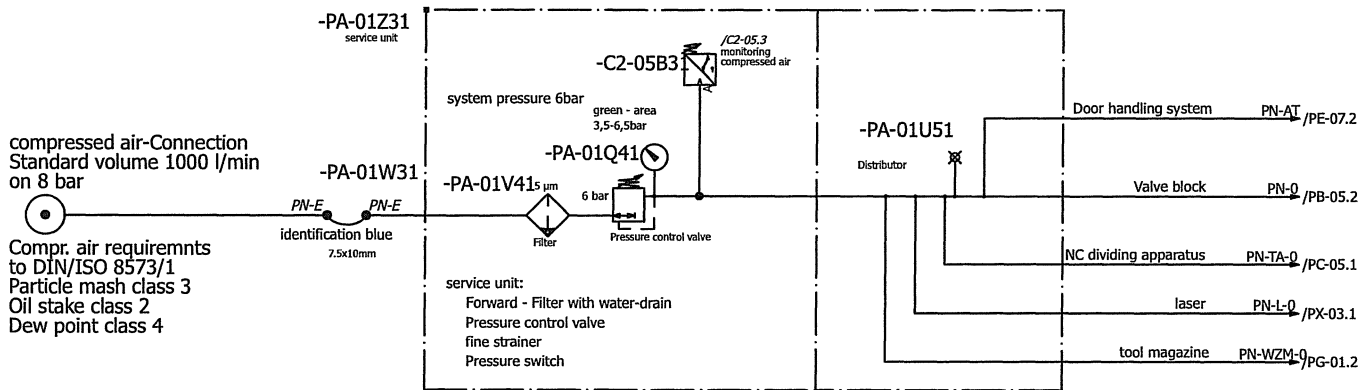 -PA-01Z31
service unit
/C2-05.3
monitoring
compressed air
-C2-05B31
A
system pressure 6bar
green - area
3,5-6,5bar
-PA-01Q41
-PA-01U51
Distributor
Door handling system PN-AT /PE-07.2
compressed air-Connection
Standard volume 1000 l/min
on 8 bar
-PA-01W31
-PA-01V41 5 µm
6 bar
Valve block PN-0 /PB-05.2
PN-E PN-E
identification blue
7.5x10mm
Filter
Pressure control valve
Compr. air requiremnts
to DIN/ISO 8573/1
Particle mash class 3
Oil stake class 2
Dew point class 4
NC dividing apparatus PN-TA-0 /PC-05.1
service unit:
Forward - Filter with water-drain
Pressure control valve
fine strainer
Pressure switch
laser PN-L-0 /PX-03.1
tool magazine PN-WZM-0 /PG-01.2